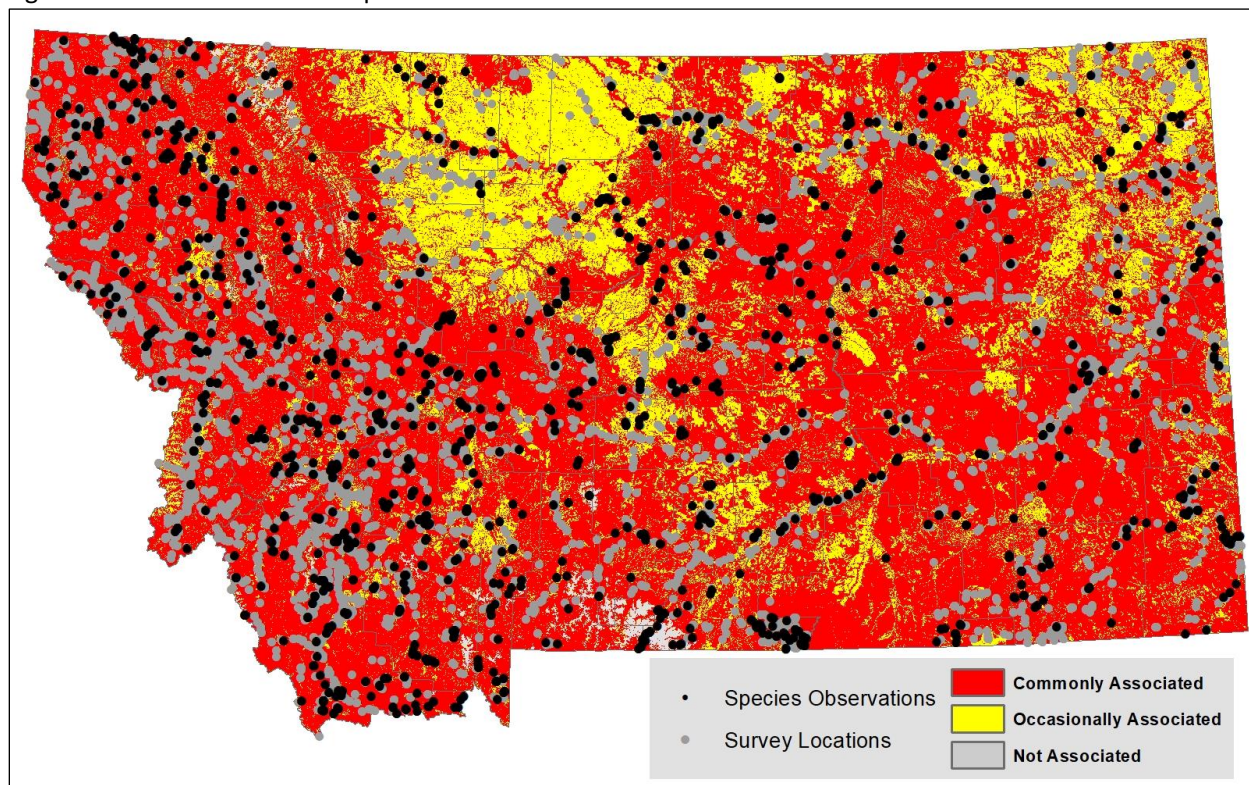 Species Observations
Survey Locations
Commonly Associated
Occasionally Associated
Not Associated